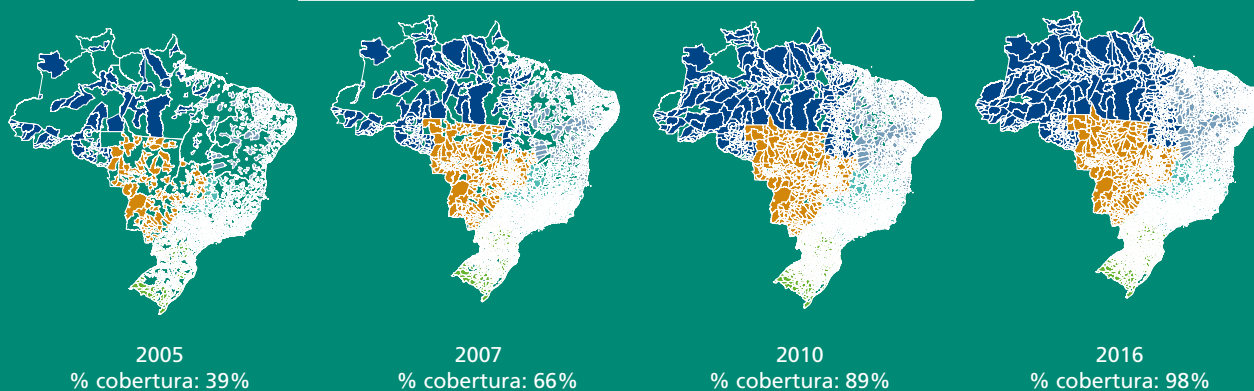 2005
% cobertura: 39%
2007
% cobertura: 66%
2010
% cobertura: 89%
2016
% cobertura: 98%